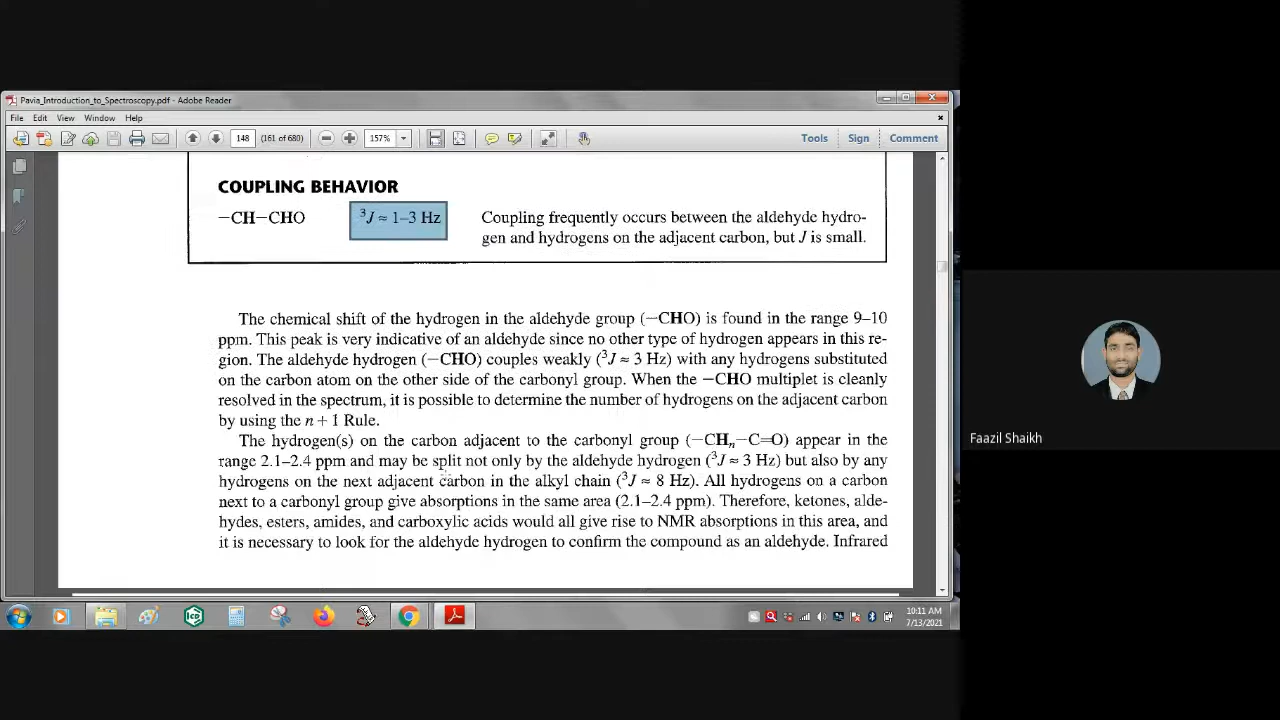 Pavia_Introduction_to_Spectroscopy.pdf - Adobe Reader
File Edit View Window Help
148 (161 of 680) 157% Tools Sign Comment
COUPLING BEHAVIOR
−CH−CHO ³J ≈ 1–3 Hz Coupling frequently occurs between the aldehyde hydro-
gen and hydrogens on the adjacent carbon, but J is small.
The chemical shift of the hydrogen in the aldehyde group (−CHO) is found in the range 9–10
ppm. This peak is very indicative of an aldehyde since no other type of hydrogen appears in this re-
gion. The aldehyde hydrogen (−CHO) couples weakly (³J ≈ 3 Hz) with any hydrogens substituted
on the carbon atom on the other side of the carbonyl group. When the −CHO multiplet is cleanly
resolved in the spectrum, it is possible to determine the number of hydrogens on the adjacent carbon
by using the n + 1 Rule.
The hydrogen(s) on the carbon adjacent to the carbonyl group (−CHₙ−C=O) appear in the
range 2.1–2.4 ppm and may be split not only by the aldehyde hydrogen (³J ≈ 3 Hz) but also by any
hydrogens on the next adjacent carbon in the alkyl chain (³J ≈ 8 Hz). All hydrogens on a carbon
next to a carbonyl group give absorptions in the same area (2.1–2.4 ppm). Therefore, ketones, alde-
hydes, esters, amides, and carboxylic acids would all give rise to NMR absorptions in this area, and
it is necessary to look for the aldehyde hydrogen to confirm the compound as an aldehyde. Infrared
Faazil Shaikh
10:11 AM
7/13/2021